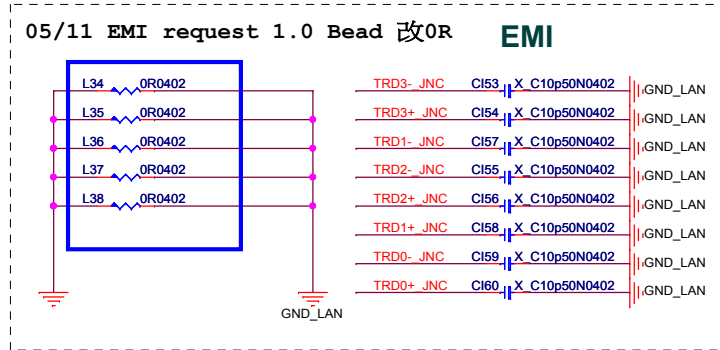 05/11 EMI request 1.0 Bead 改0R
EMI
L34 0R0402
L35 0R0402
L36 0R0402
L37 0R0402
L38 0R0402
GND_LAN
TRD3-_JNC CI53 X_C10p50N0402 GND_LAN
TRD3+_JNC CI54 X_C10p50N0402 GND_LAN
TRD1-_JNC CI57 X_C10p50N0402 GND_LAN
TRD2-_JNC CI55 X_C10p50N0402 GND_LAN
TRD2+_JNC CI56 X_C10p50N0402 GND_LAN
TRD1+_JNC CI58 X_C10p50N0402 GND_LAN
TRD0-_JNC CI59 X_C10p50N0402 GND_LAN
TRD0+_JNC CI60 X_C10p50N0402 GND_LAN